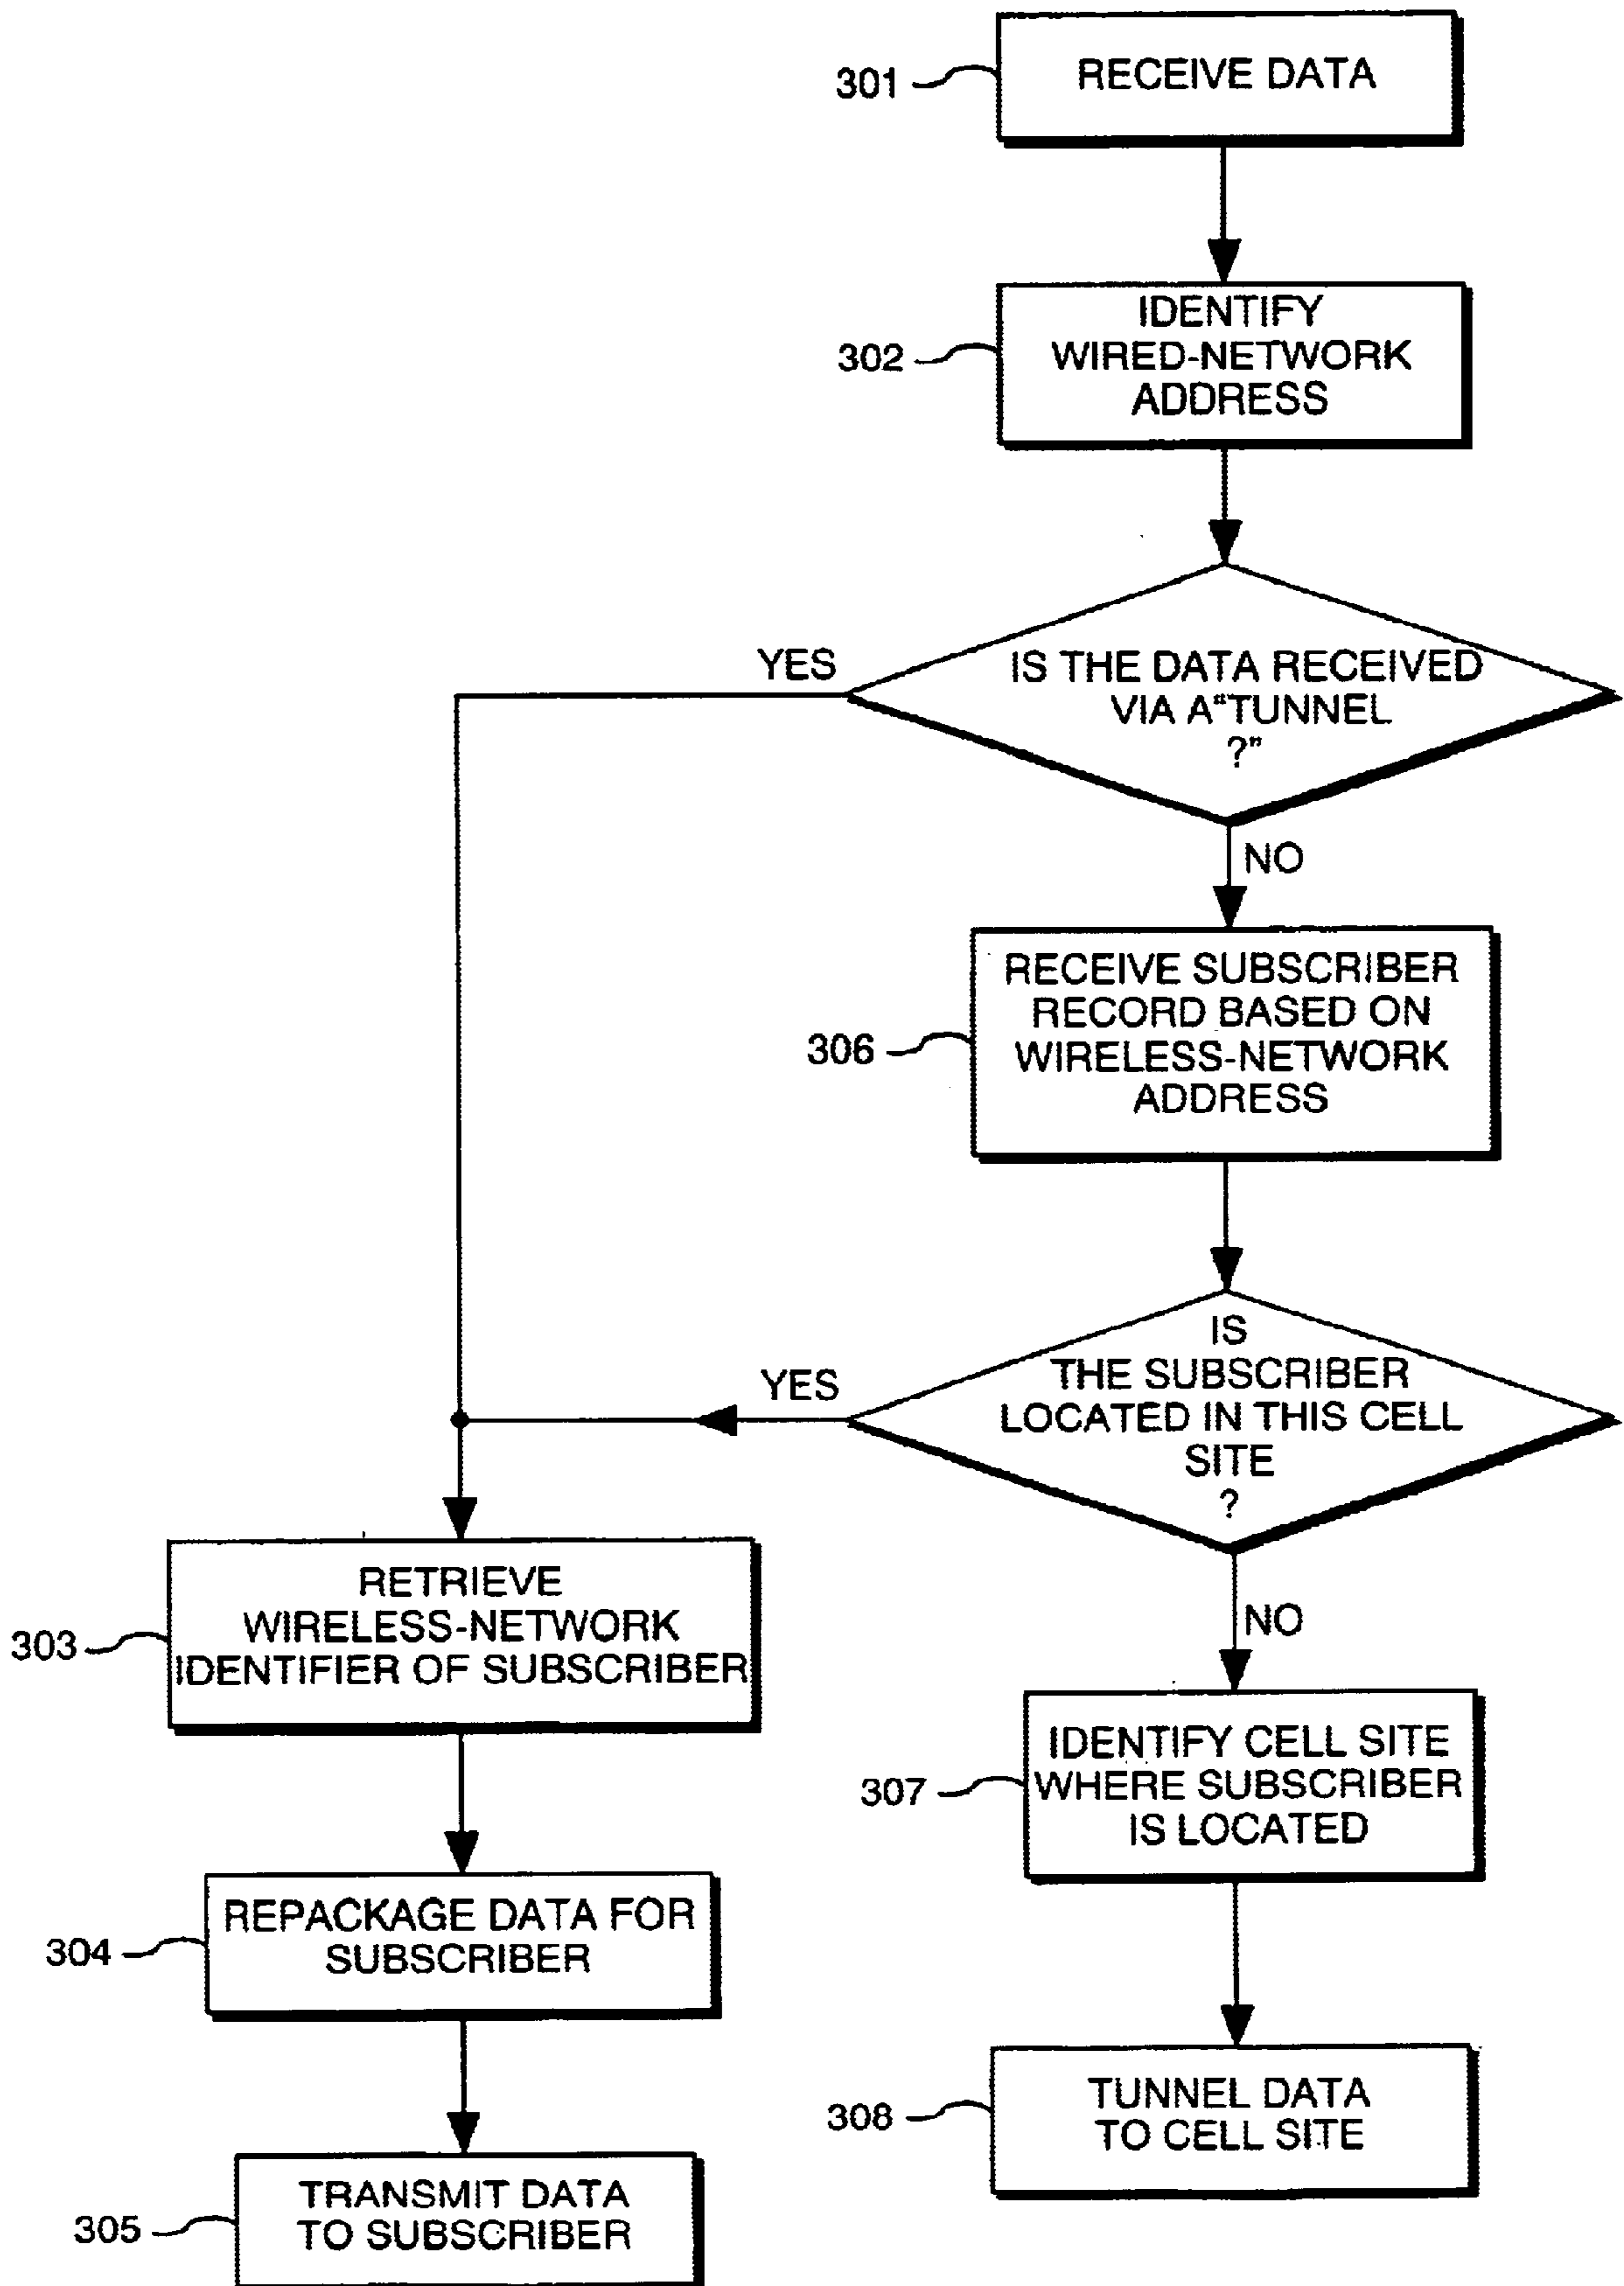 301
RECEIVE DATA
302
IDENTIFY
WIRED-NETWORK
ADDRESS
YES
IS THE DATA RECEIVED
VIA A“TUNNEL
?”
NO
306
RECEIVE SUBSCRIBER
RECORD BASED ON
WIRELESS-NETWORK
ADDRESS
YES
IS
THE SUBSCRIBER
LOCATED IN THIS CELL
SITE
?
NO
303
RETRIEVE
WIRELESS-NETWORK
IDENTIFIER OF SUBSCRIBER
307
IDENTIFY CELL SITE
WHERE SUBSCRIBER
IS LOCATED
304
REPACKAGE DATA FOR
SUBSCRIBER
308
TUNNEL DATA
TO CELL SITE
305
TRANSMIT DATA
TO SUBSCRIBER